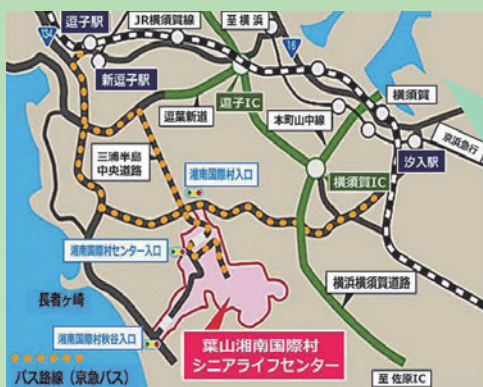 逗子駅
134
JR横須賀線
至横浜
16
新逗子駅
逗子IC
横須賀
逗葉新道
本町山中線
京浜急行
三浦半島
中央道路
湘南国際村入口
横須賀IC
汐入駅
湘南国際村センター入口
長者ヶ崎
横浜横須賀道路
湘南国際村秋谷入口
葉山湘南国際村
シニアライフセンター
バス路線（京急バス）
至佐原IC